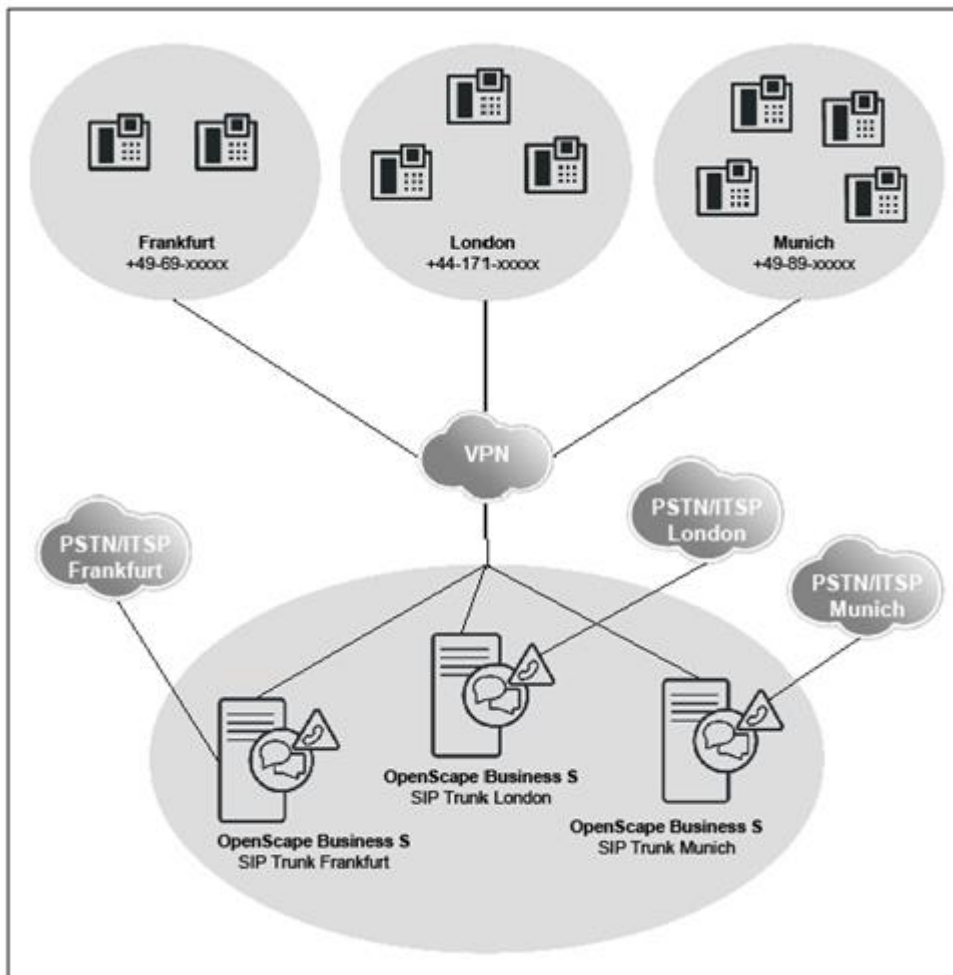 Frankfurt
+49-69-xxxxx
London
+44-171-xxxxx
Munich
+49-89-xxxxx
VPN
PSTN/ITSP
Frankfurt
PSTN/ITSP
London
PSTN/ITSP
Munich
OpenScape Business S
SIP Trunk London
OpenScape Business S
SIP Trunk Frankfurt
OpenScape Business S
SIP Trunk Munich